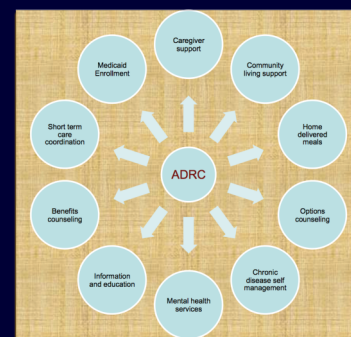 Caregiver
support
Medicaid
Enrollment
Community
living support
Short term
care
coordination
Home
delivered
meals
ADRC
Benefits
counseling
Options
counseling
Information
and education
Chronic
disease self
management
Mental health
services